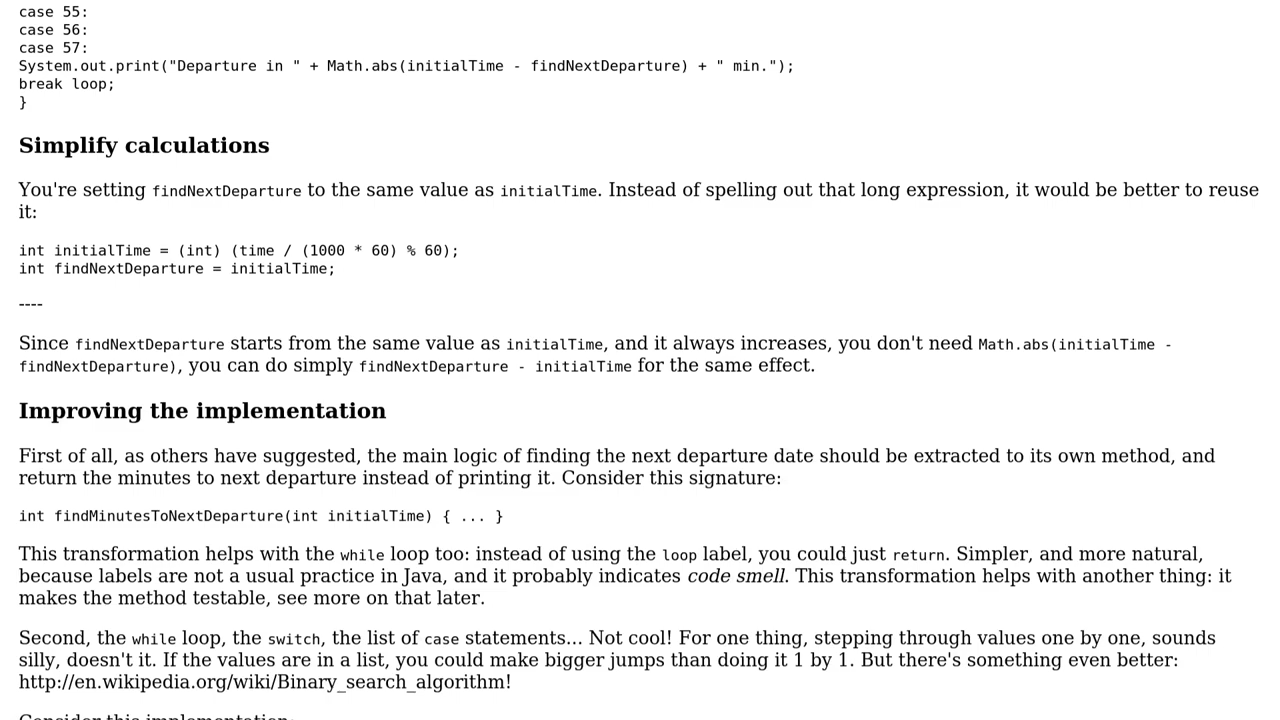 case 55:
case 56:
case 57:
System.out.print("Departure in " + Math.abs(initialTime - findNextDeparture) + " min.");
break loop;
}
Simplify calculations
You're setting findNextDeparture to the same value as initialTime. Instead of spelling out that long expression, it would be better to reuse
it:
int initialTime = (int) (time / (1000 * 60) % 60);
int findNextDeparture = initialTime;
----
Since findNextDeparture starts from the same value as initialTime, and it always increases, you don't need Math.abs(initialTime -
findNextDeparture), you can do simply findNextDeparture - initialTime for the same effect.
Improving the implementation
First of all, as others have suggested, the main logic of finding the next departure date should be extracted to its own method, and
return the minutes to next departure instead of printing it. Consider this signature:
int findMinutesToNextDeparture(int initialTime) { ... }
This transformation helps with the while loop too: instead of using the loop label, you could just return. Simpler, and more natural,
because labels are not a usual practice in Java, and it probably indicates code smell. This transformation helps with another thing: it
makes the method testable, see more on that later.
Second, the while loop, the switch, the list of case statements... Not cool! For one thing, stepping through values one by one, sounds
silly, doesn't it. If the values are in a list, you could make bigger jumps than doing it 1 by 1. But there's something even better:
http://en.wikipedia.org/wiki/Binary_search_algorithm!
Consider this implementation: